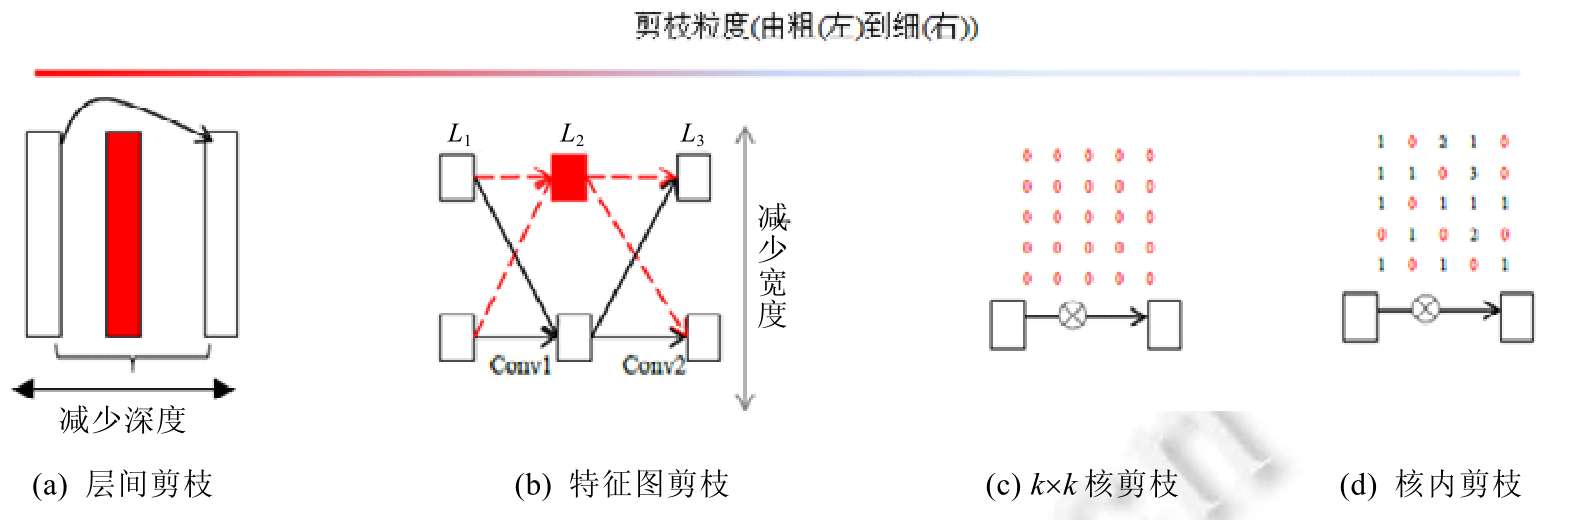 剪枝粒度(由粗(左)到细(右))
L1 L2 L3
减少宽度
Conv1 Conv2
减少深度
0 0 0 0 0
0 0 0 0 0
0 0 0 0 0
0 0 0 0 0
0 0 0 0 0
1 0 2 1 0
1 1 0 3 0
1 0 1 1 1
0 1 0 2 0
1 0 1 0 1
(a) 层间剪枝
(b) 特征图剪枝
(c) k×k核剪枝
(d) 核内剪枝